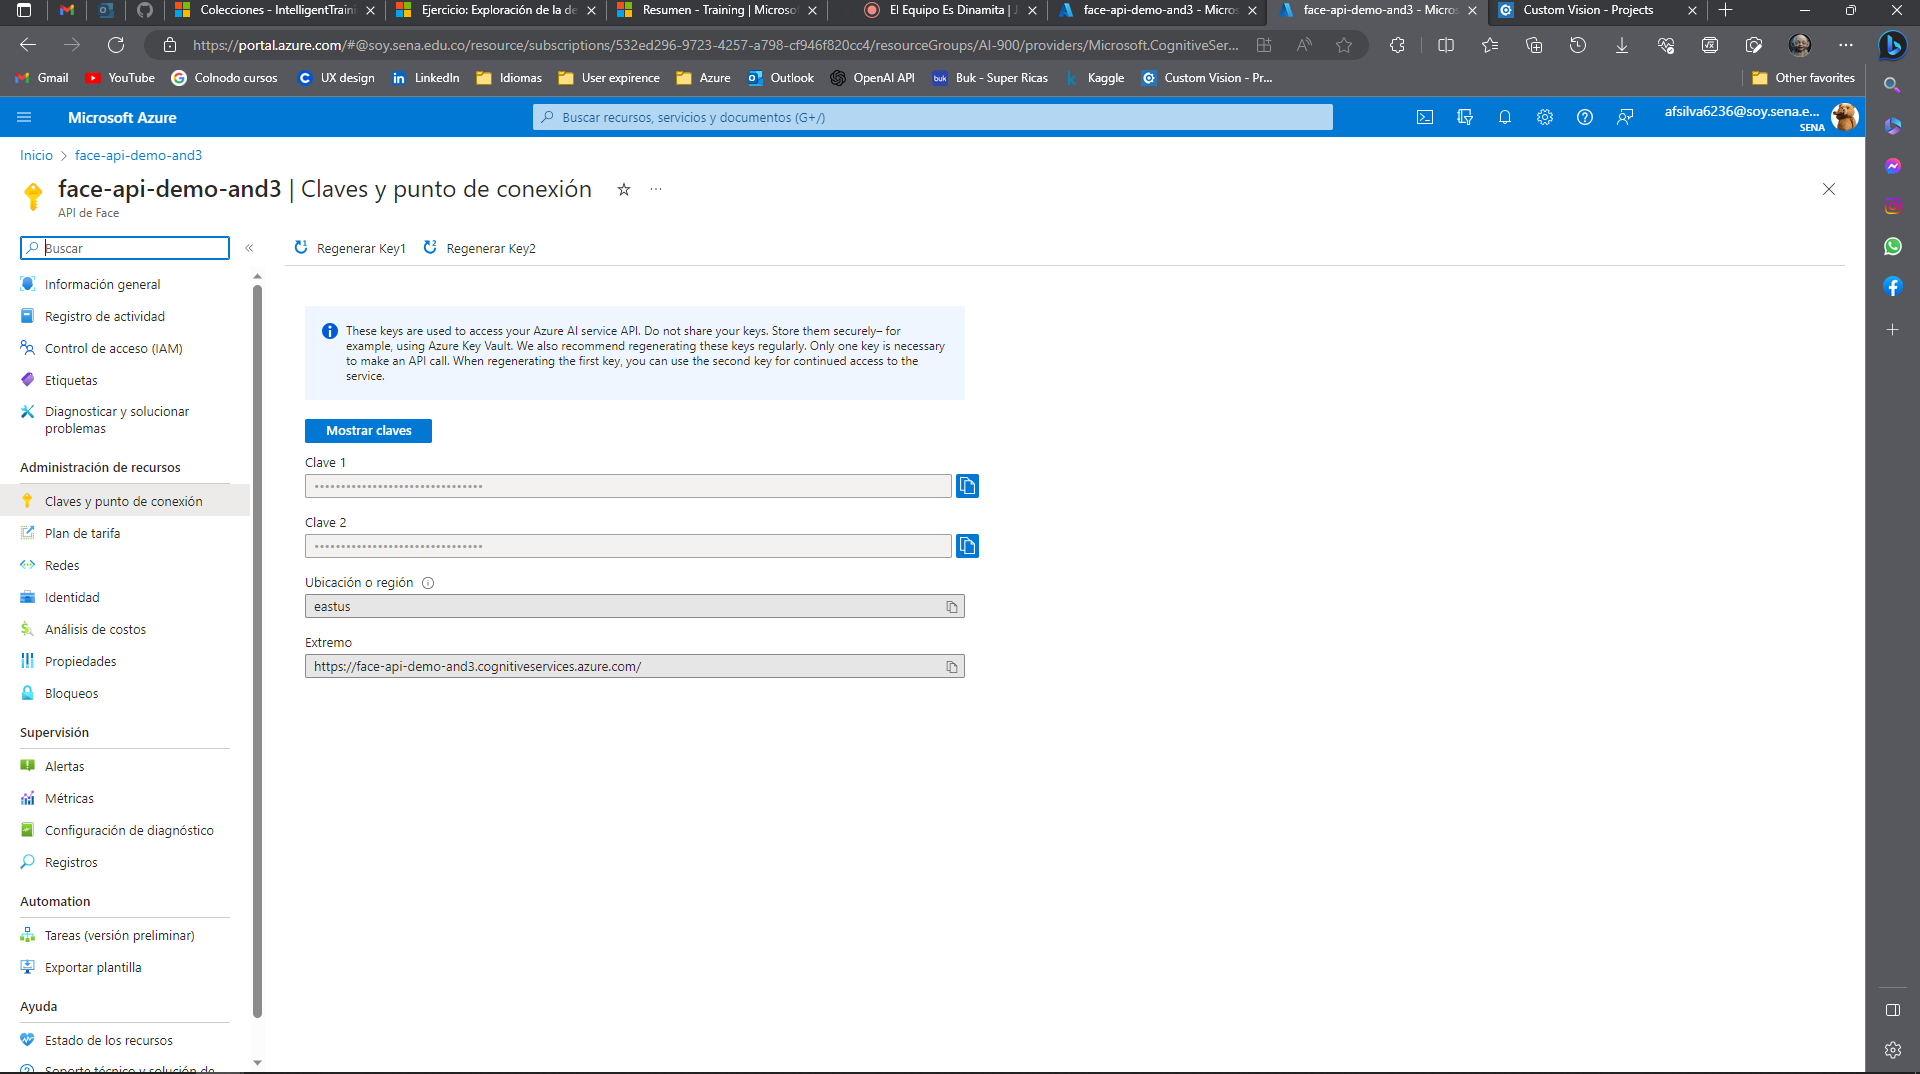 Colecciones - IntelligentTraini
Ejercicio: Exploración de la de
Resumen - Training | Microsof
El Equipo Es Dinamita | J
face-api-demo-and3 - Micros
face-api-demo-and3 - Micros
Custom Vision - Projects
https://portal.azure.com/#@soy.sena.edu.co/resource/subscriptions/532ed296-9723-4257-a798-cf946f820cc4/resourceGroups/AI-900/providers/Microsoft.CognitiveSer...
Gmail
YouTube
Colnodo cursos
UX design
LinkedIn
Idiomas
User expirence
Azure
Outlook
OpenAI API
buk
Buk - Super Ricas
Kaggle
Custom Vision - Pr...
Other favorites
Microsoft Azure
Buscar recursos, servicios y documentos (G+/)
afsilva6236@soy.sena.e...
SENA
Inicio > face-api-demo-and3
face-api-demo-and3 | Claves y punto de conexión
API de Face
Buscar
Información general
Registro de actividad
Control de acceso (IAM)
Etiquetas
Diagnosticar y solucionar
problemas
Administración de recursos
Claves y punto de conexión
Plan de tarifa
Redes
Identidad
Análisis de costos
Propiedades
Bloqueos
Supervisión
Alertas
Métricas
Configuración de diagnóstico
Registros
Automation
Tareas (versión preliminar)
Exportar plantilla
Ayuda
Estado de los recursos
Soporte técnico y solución de
Regenerar Key1
Regenerar Key2
These keys are used to access your Azure AI service API. Do not share your keys. Store them securely– for
example, using Azure Key Vault. We also recommend regenerating these keys regularly. Only one key is necessary
to make an API call. When regenerating the first key, you can use the second key for continued access to the
service.
Mostrar claves
Clave 1
••••••••••••••••••••••••••••••••
Clave 2
••••••••••••••••••••••••••••••••
Ubicación o región
eastus
Extremo
https://face-api-demo-and3.cognitiveservices.azure.com/